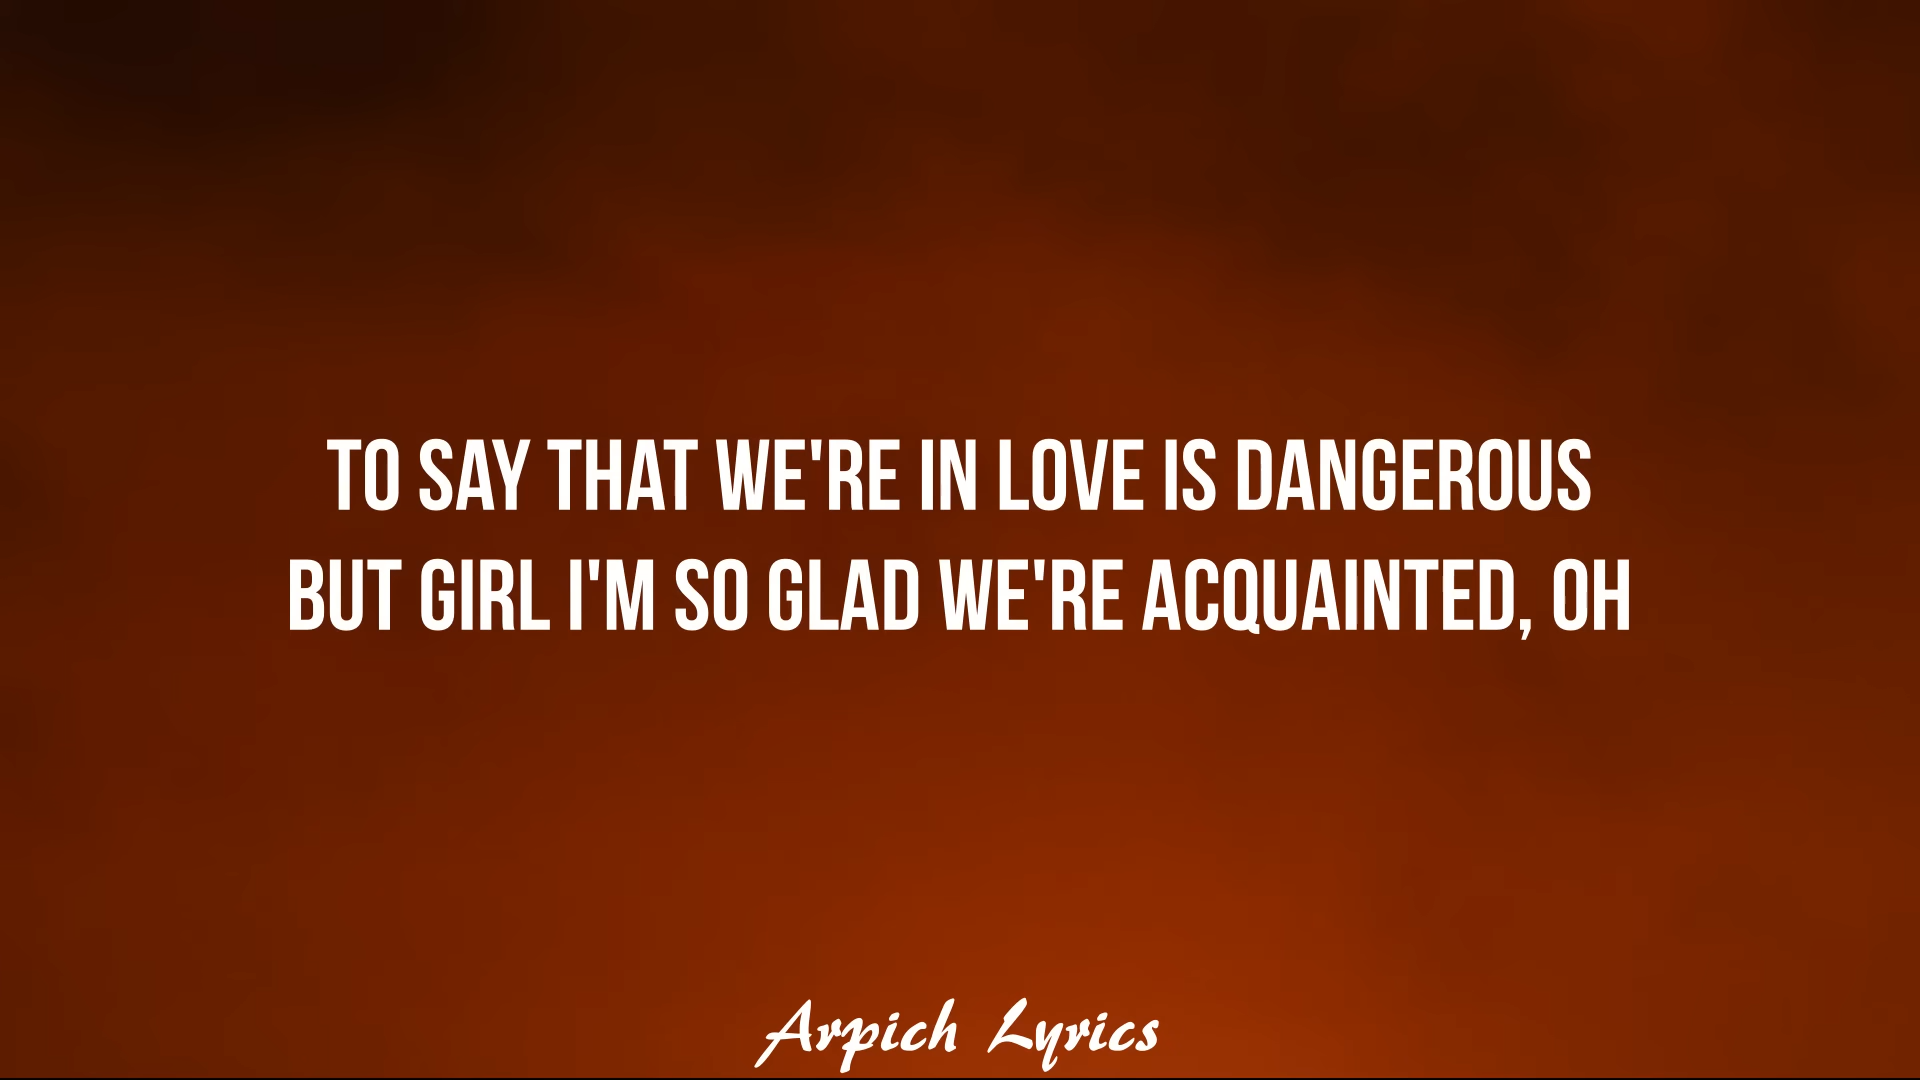 TO SAY THAT WE'RE IN LOVE IS DANGEROUS
BUT GIRL I'M SO GLAD WE'RE ACQUAINTED, OH
Arpich Lyrics